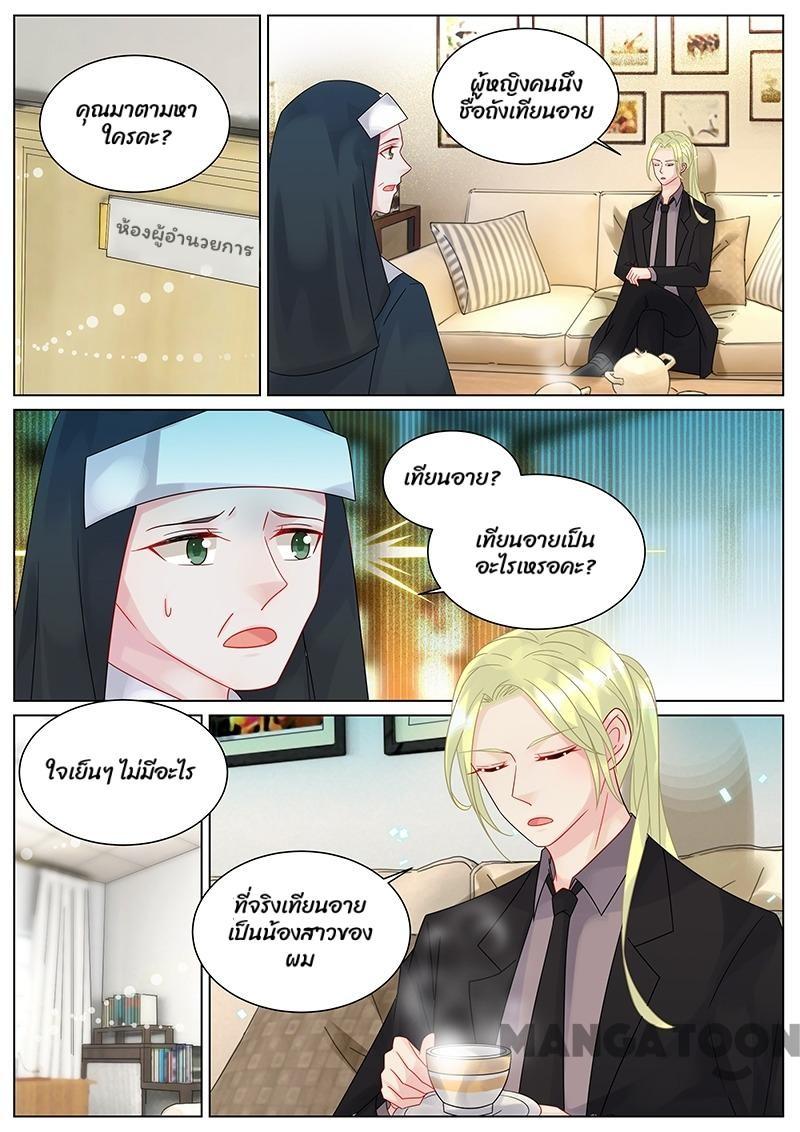 คุณมาตามหา
ใครคะ?
ห้องผู้อำนวยการ
ผู้หญิงคนนึง
ชื่อถังเทียนอาย
เทียนอาย?
เทียนอายเป็น
อะไรเหรอคะ?
ใจเย็นๆ ไม่มีอะไร
ที่จริงเทียนอาย
เป็นน้องสาวของ
ผม
MANGATOON